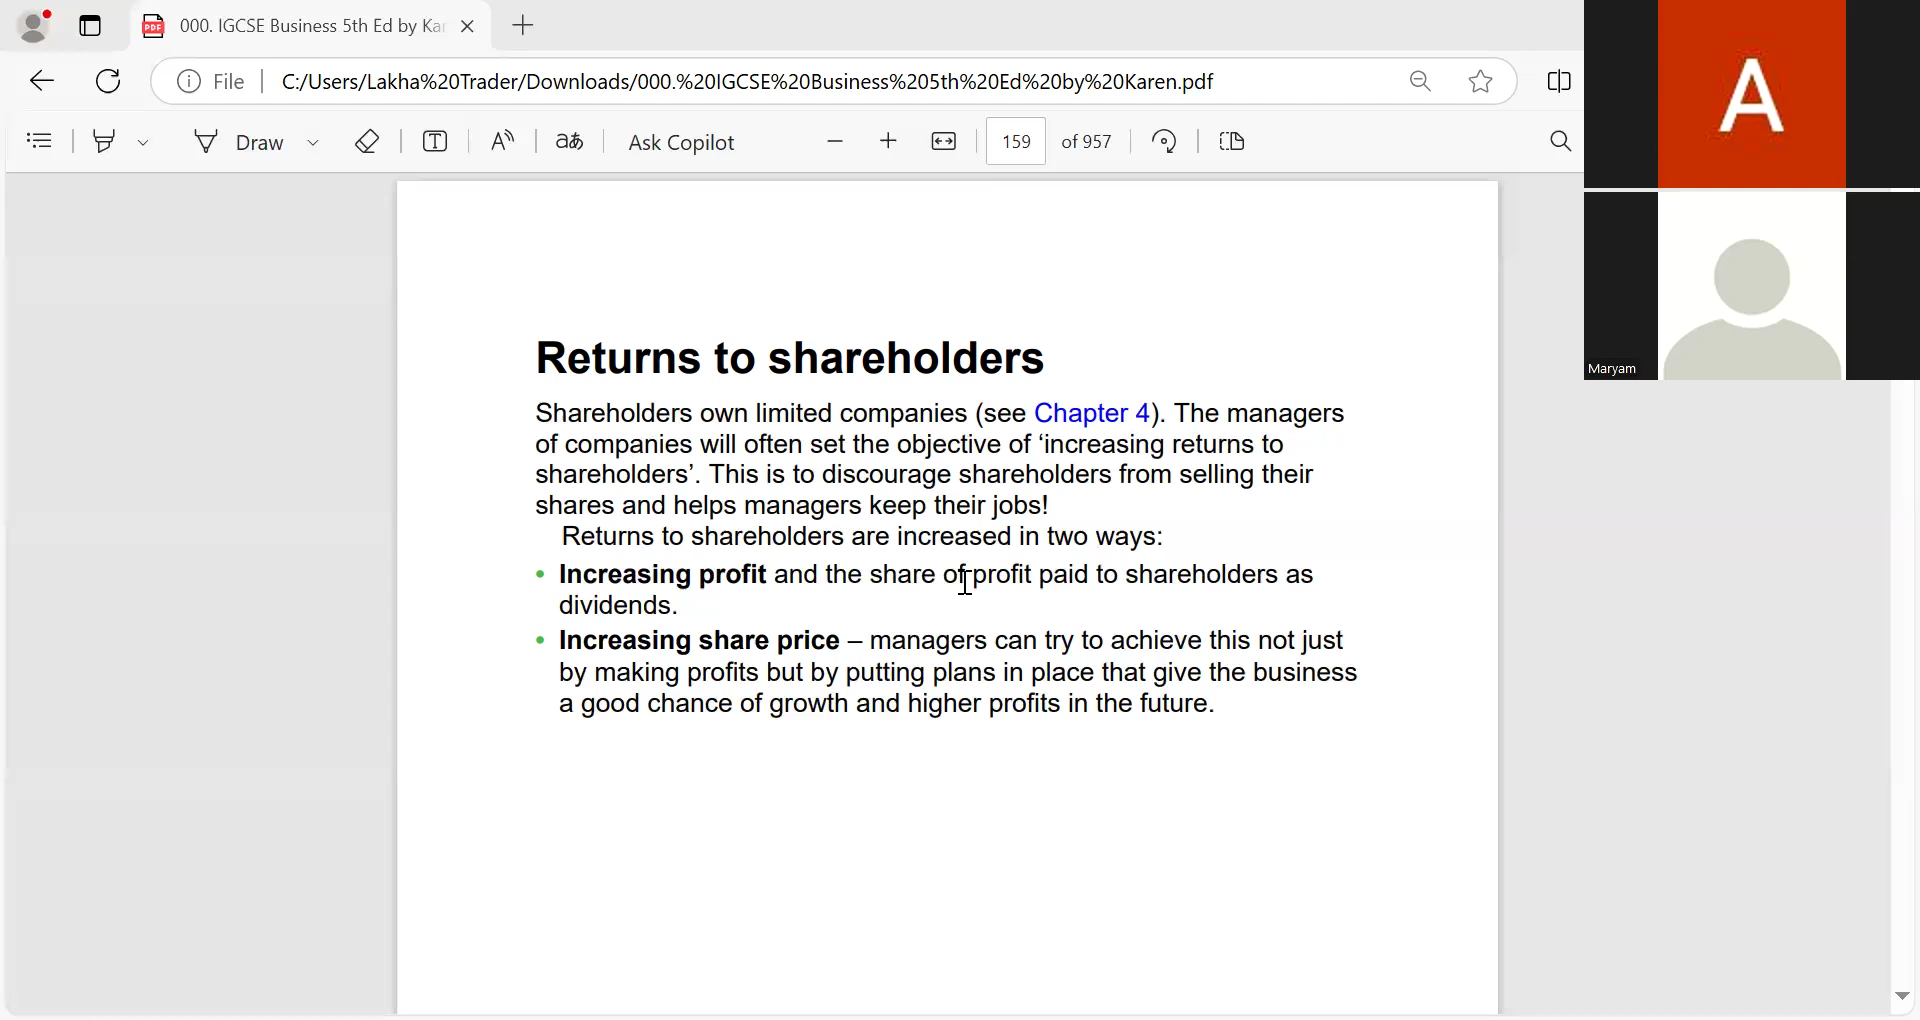 000. IGCSE Business 5th Ed by Kar
File
C:/Users/Lakha%20Trader/Downloads/000.%20IGCSE%20Business%205th%20Ed%20by%20Karen.pdf
Draw
T
A
aあ
Ask Copilot
159 of 957
A
Maryam
Returns to shareholders
Shareholders own limited companies (see Chapter 4). The managers
of companies will often set the objective of ‘increasing returns to
shareholders’. This is to discourage shareholders from selling their
shares and helps managers keep their jobs!
Returns to shareholders are increased in two ways:
• Increasing profit and the share of profit paid to shareholders as
dividends.
• Increasing share price – managers can try to achieve this not just
by making profits but by putting plans in place that give the business
a good chance of growth and higher profits in the future.